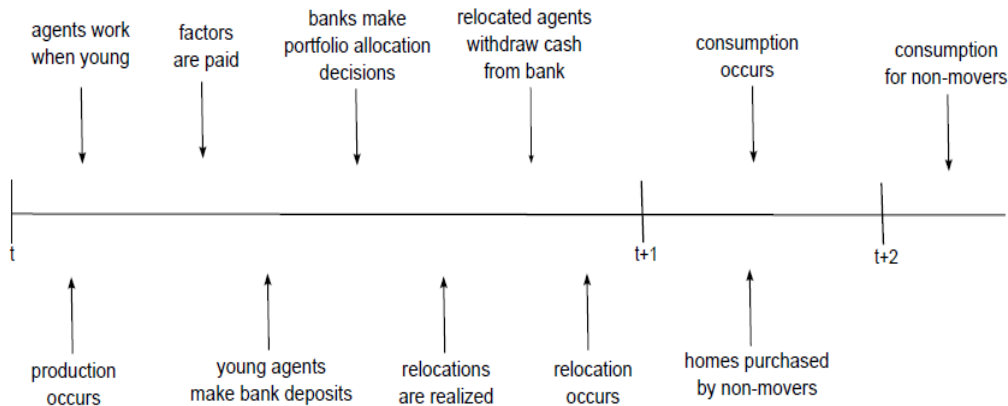 agents work
when young
factors
are paid
banks make
portfolio allocation
decisions
relocated agents
withdraw cash
from bank
consumption
occurs
consumption
for non-movers
t
t+1
t+2
production
occurs
young agents
make bank deposits
relocations
are realized
relocation
occurs
homes purchased
by non-movers